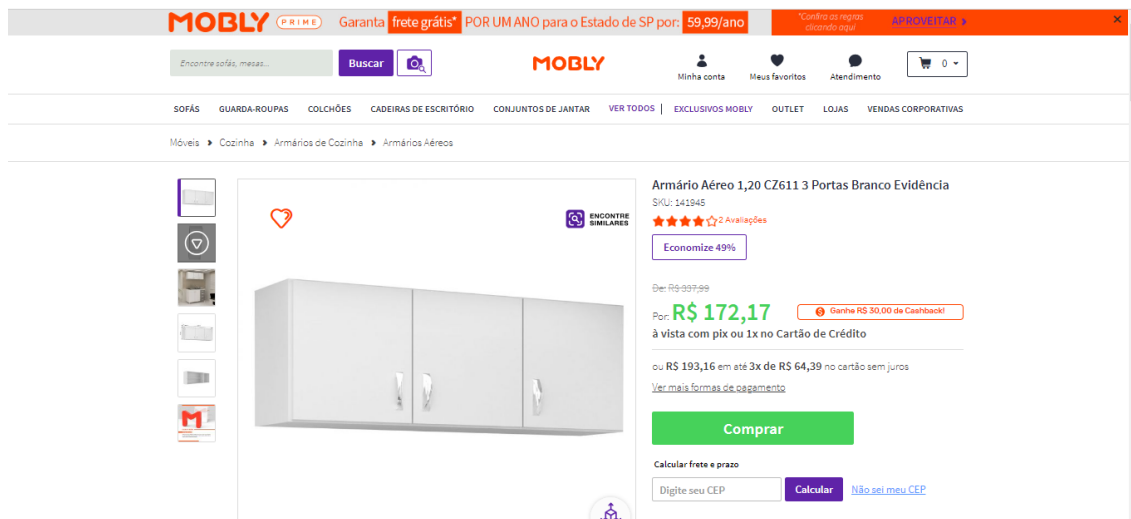 MOBLY PRIME Garanta frete grátis* POR UM ANO para o Estado de SP por: 59,99/ano
*Confira as regras
clicando aqui
APROVEITAR
Encontre sofás, mesas...
Buscar
MOBLY
Minha conta
Meus favoritos
Atendimento
0
SOFÁS GUARDA-ROUPAS COLCHÕES CADEIRAS DE ESCRITÓRIO CONJUNTOS DE JANTAR VER TODOS EXCLUSIVOS MOBLY OUTLET LOJAS VENDAS CORPORATIVAS
Móveis > Cozinha > Armários de Cozinha > Armários Aéreos
ENCONTRE
SIMILARES
Armário Aéreo 1,20 CZ611 3 Portas Branco Evidência
SKU: 141945
2 Avaliações
Economize 49%
De: R$ 337,99
Por: R$ 172,17
Ganhe R$ 30,00 de Cashback!
à vista com pix ou 1x no Cartão de Crédito
ou R$ 193,16 em até 3x de R$ 64,39 no cartão sem juros
Ver mais formas de pagamento
Comprar
Calcular frete e prazo
Digite seu CEP
Calcular
Não sei meu CEP